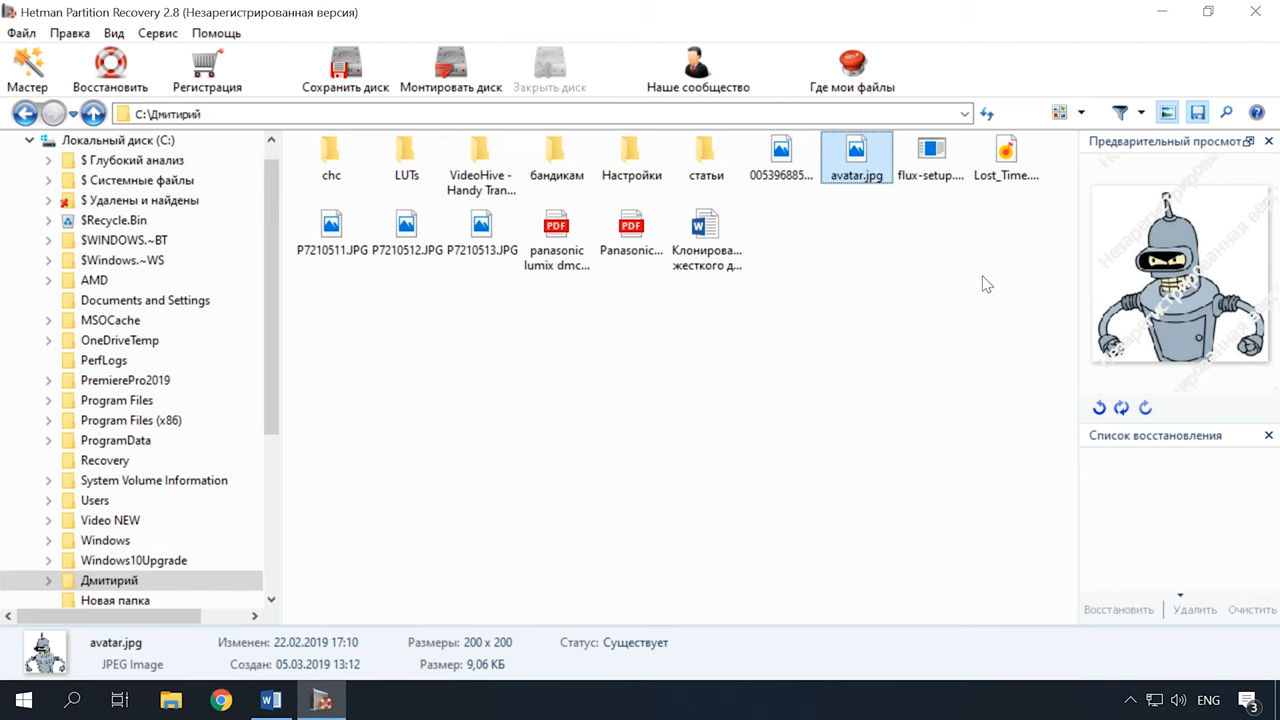 Hetman Partition Recovery 2.8 (Незарегистрированная версия)
Файл Правка Вид Сервис Помощь
Мастер Восстановить Регистрация Сохранить диск Монтировать диск Закрыть диск Наше сообщество Где мои файлы
C:\Дмитирий
Локальный диск (C:)
$ Глубокий анализ
$ Системные файлы
$ Удалены и найдены
$Recycle.Bin
$WINDOWS.~BT
$Windows.~WS
AMD
Documents and Settings
MSOCache
OneDriveTemp
PerfLogs
PremierePro2019
Program Files
Program Files (x86)
ProgramData
Recovery
System Volume Information
Users
Video NEW
Windows
Windows10Upgrade
Дмитирий
Новая папка
chc
LUTs
VideoHive -
Handy Tran...
бандикам
Настройки
статьи
005396885...
avatar.jpg
flux-setup....
Lost_Time....
P7210511.JPG
P7210512.JPG
P7210513.JPG
panasonic
lumix dmc...
Panasonic...
Клонирова...
жесткого д...
Предварительный просмот
Список восстановления
Восстановить Удалить Очистить
avatar.jpg Изменен: 22.02.2019 17:10 Размеры: 200 x 200 Статус: Существует
JPEG Image Создан: 05.03.2019 13:12 Размер: 9,06 КБ
ENG
3